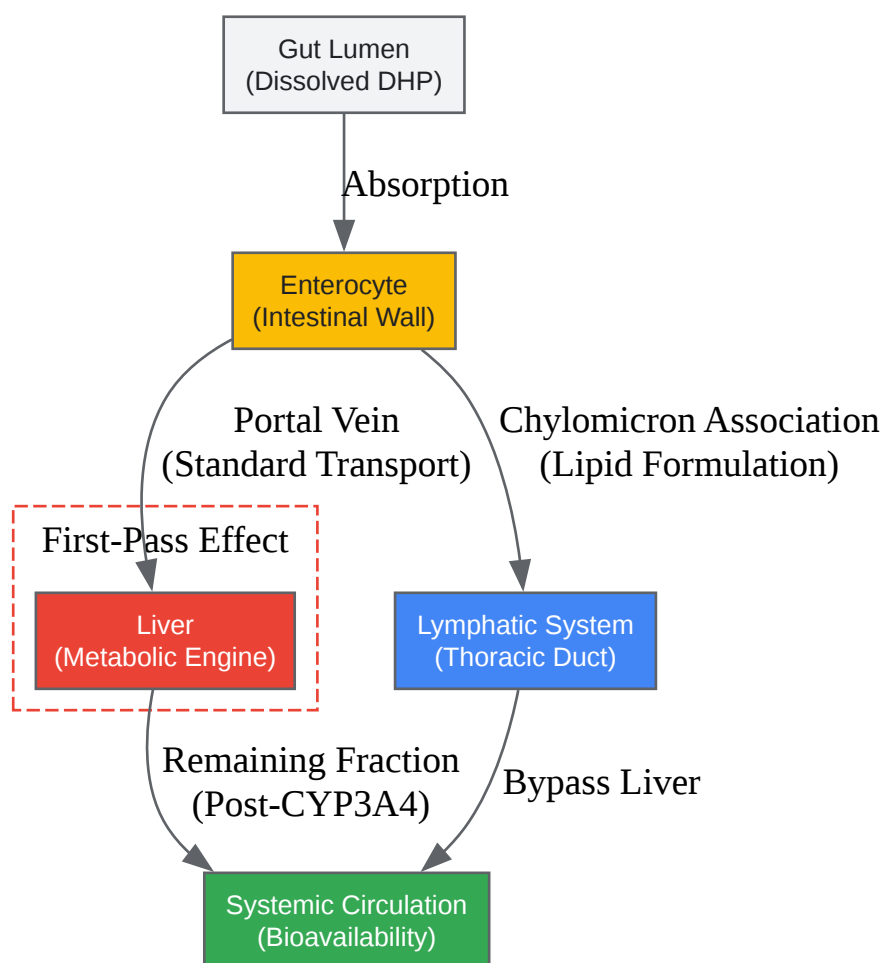 Gut Lumen
(Dissolved DHP)
Absorption
Enterocyte
(Intestinal Wall)
Portal Vein
(Standard Transport)
Chylomicron Association
(Lipid Formulation)
First-Pass Effect
Liver
(Metabolic Engine)
Lymphatic System
(Thoracic Duct)
Remaining Fraction
(Post-CYP3A4)
Bypass Liver
Systemic Circulation
(Bioavailability)